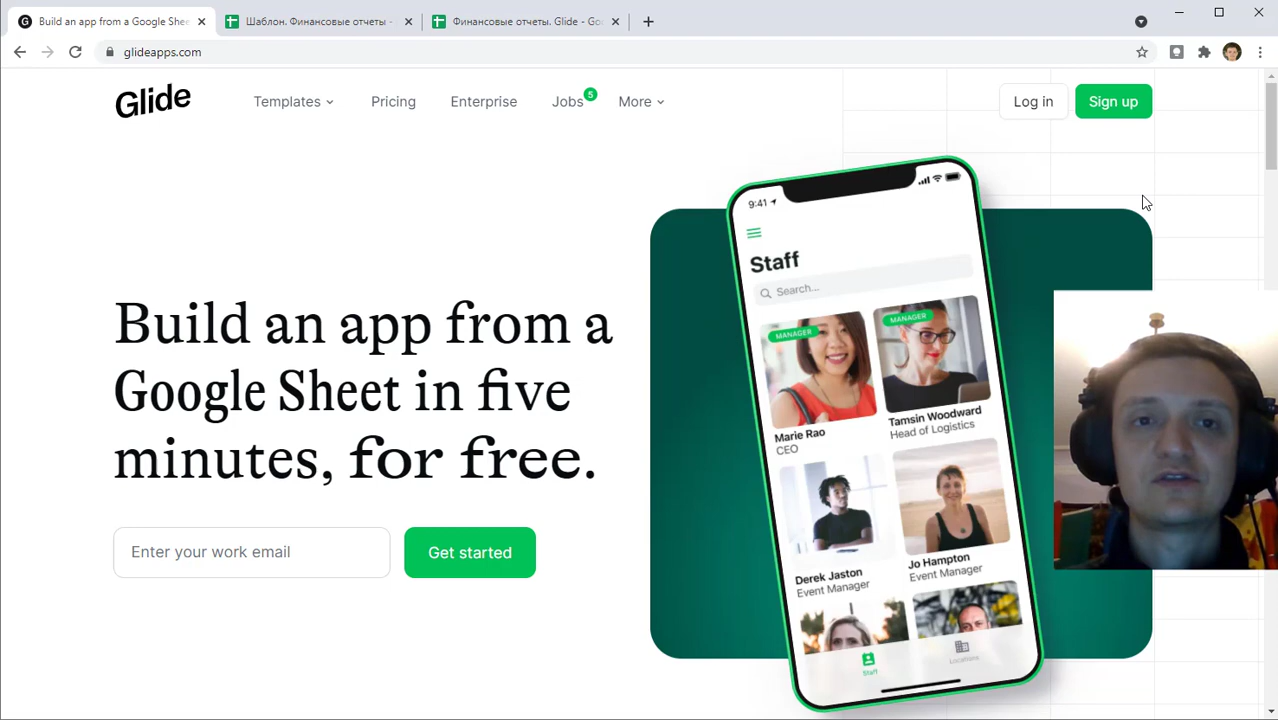 Build an app from a Google Shee
Шаблон. Финансовые отчеты -
Финансовые отчеты. Glide - Go
glideapps.com
Glide
Templates
Pricing
Enterprise
Jobs
5
More
Log in
Sign up
Build an app from a
Google Sheet in five
minutes, for free.
Enter your work email
Get started
9:41
Staff
Search...
MANAGER
MANAGER
Marie Rao
CEO
Tamsin Woodward
Head of Logistics
Derek Jaston
Event Manager
Jo Hampton
Event Manager
Staff
Locations